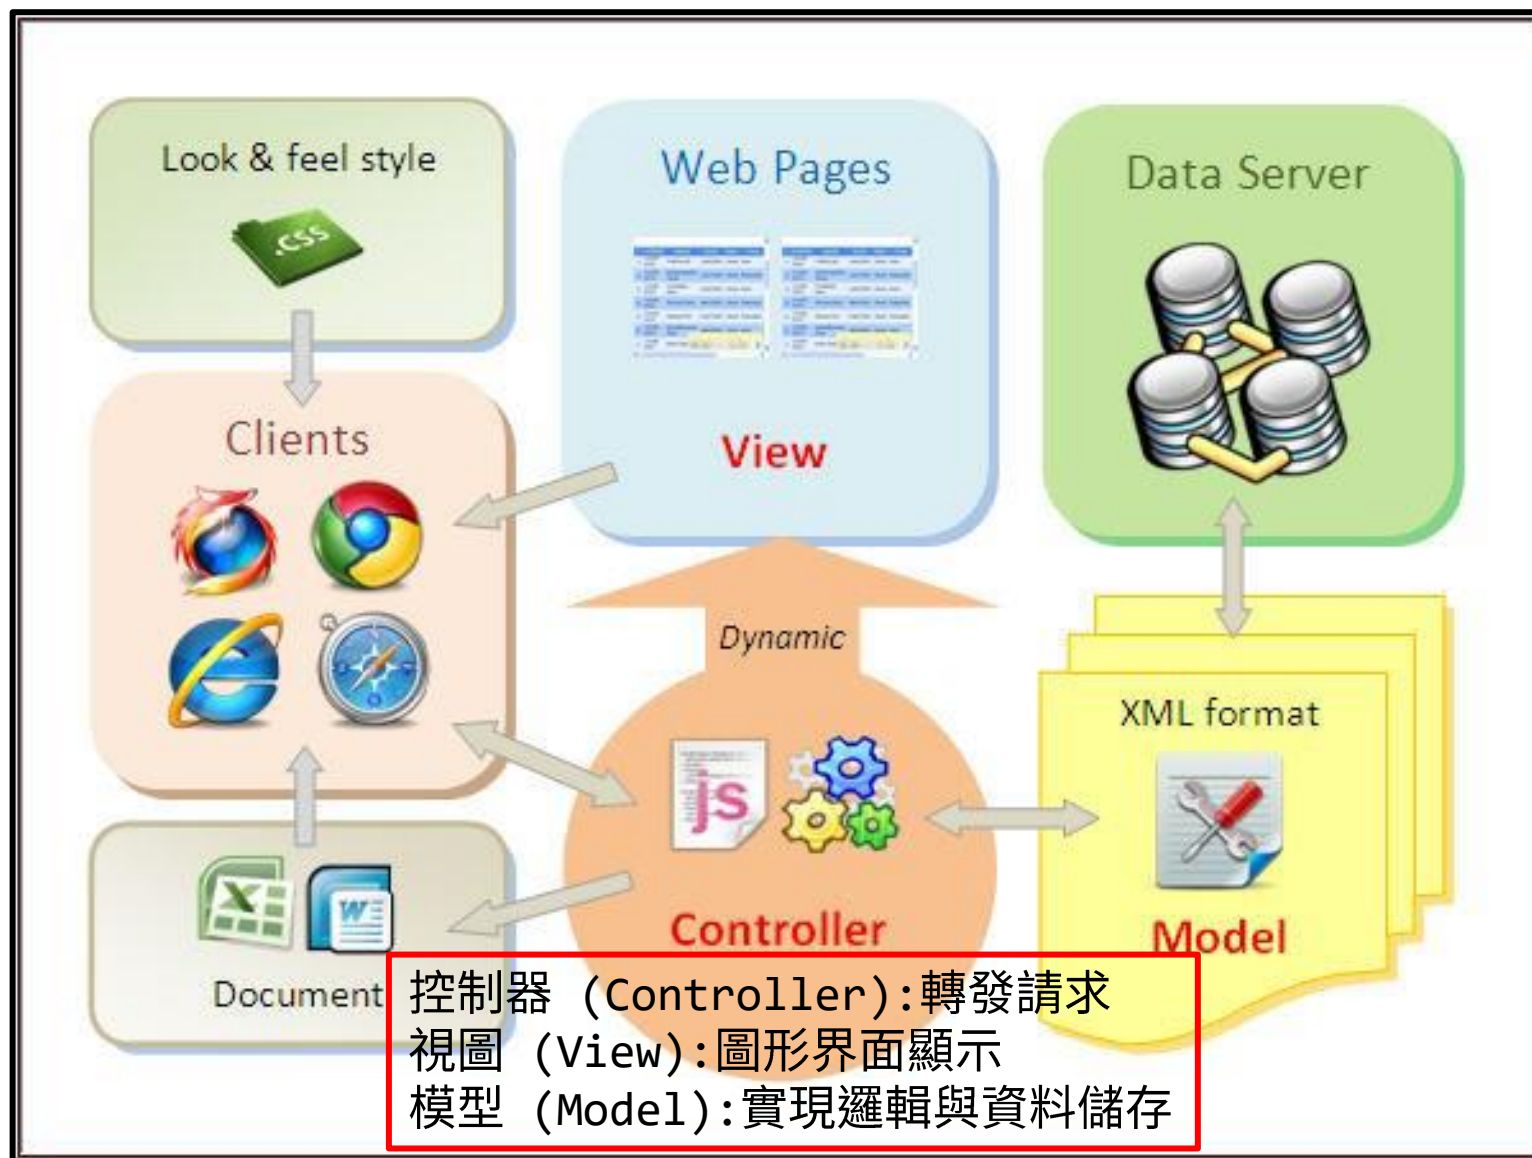 Look & feel style
.CSS
Web Pages
Data Server
Clients
View
Dynamic
XML format
js
Controller
Model
Document
控制器 (Controller):轉發請求
視圖 (View):圖形界面顯示
模型 (Model):實現邏輯與資料儲存